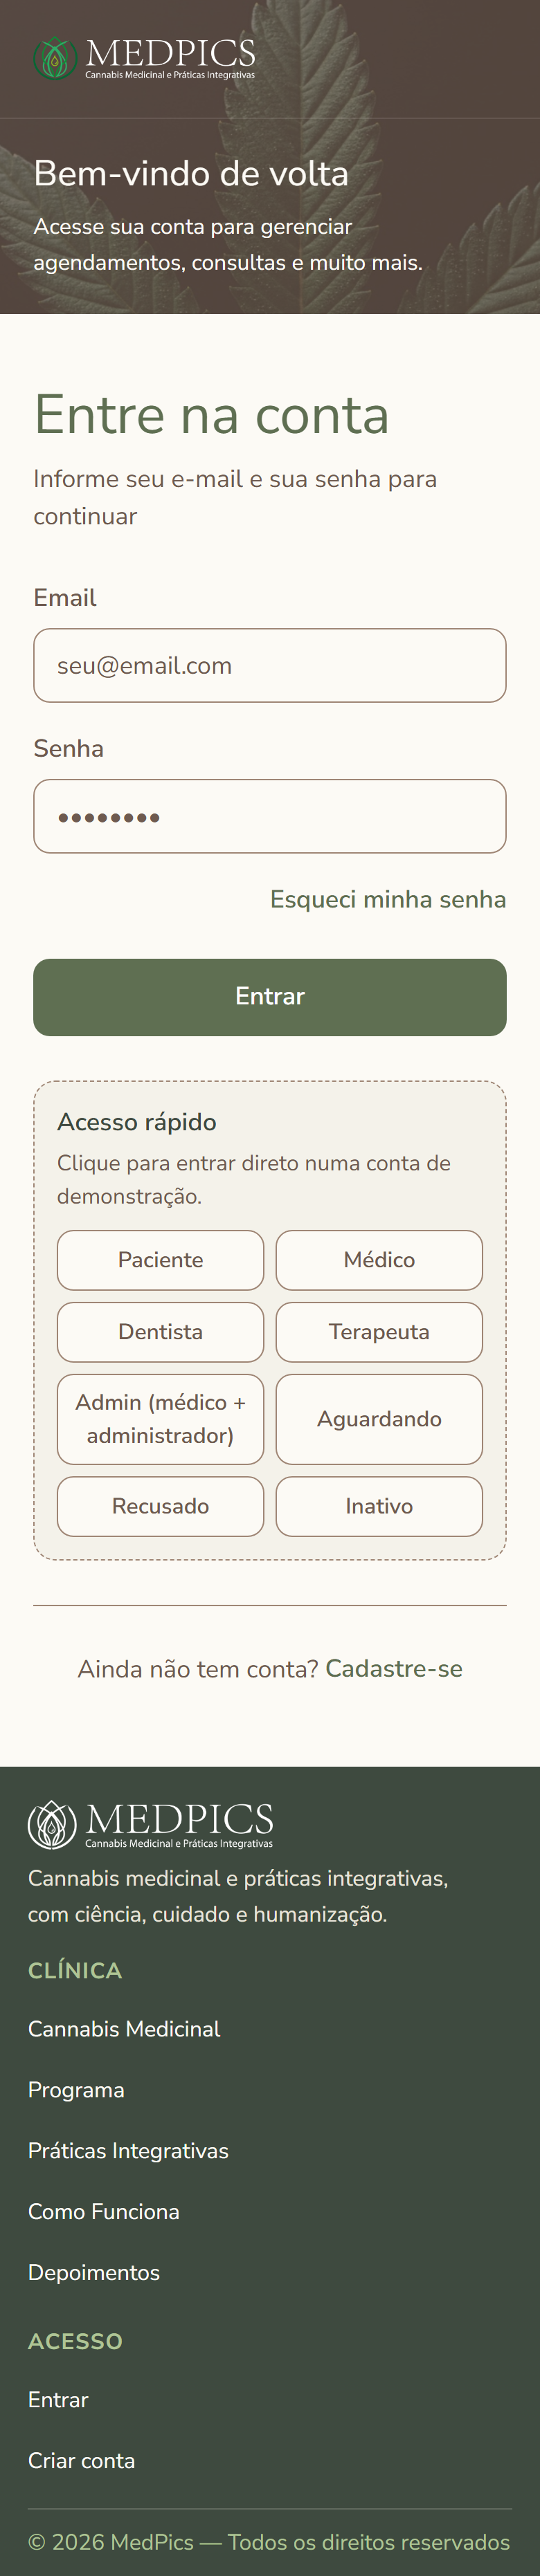 MEDPICS
Cannabis Medicinal e Práticas Integrativas
Bem-vindo de volta
Acesse sua conta para gerenciar
agendamentos, consultas e muito mais.
Entre na conta
Informe seu e-mail e sua senha para
continuar
Email
seu@email.com
Senha
••••••••
Esqueci minha senha
Entrar
Acesso rápido
Clique para entrar direto numa conta de
demonstração.
Paciente
Médico
Dentista
Terapeuta
Admin (médico +
administrador)
Aguardando
Recusado
Inativo
Ainda não tem conta? Cadastre-se
MEDPICS
Cannabis Medicinal e Práticas Integrativas
Cannabis medicinal e práticas integrativas,
com ciência, cuidado e humanização.
CLÍNICA
Cannabis Medicinal
Programa
Práticas Integrativas
Como Funciona
Depoimentos
ACESSO
Entrar
Criar conta
© 2026 MedPics — Todos os direitos reservados